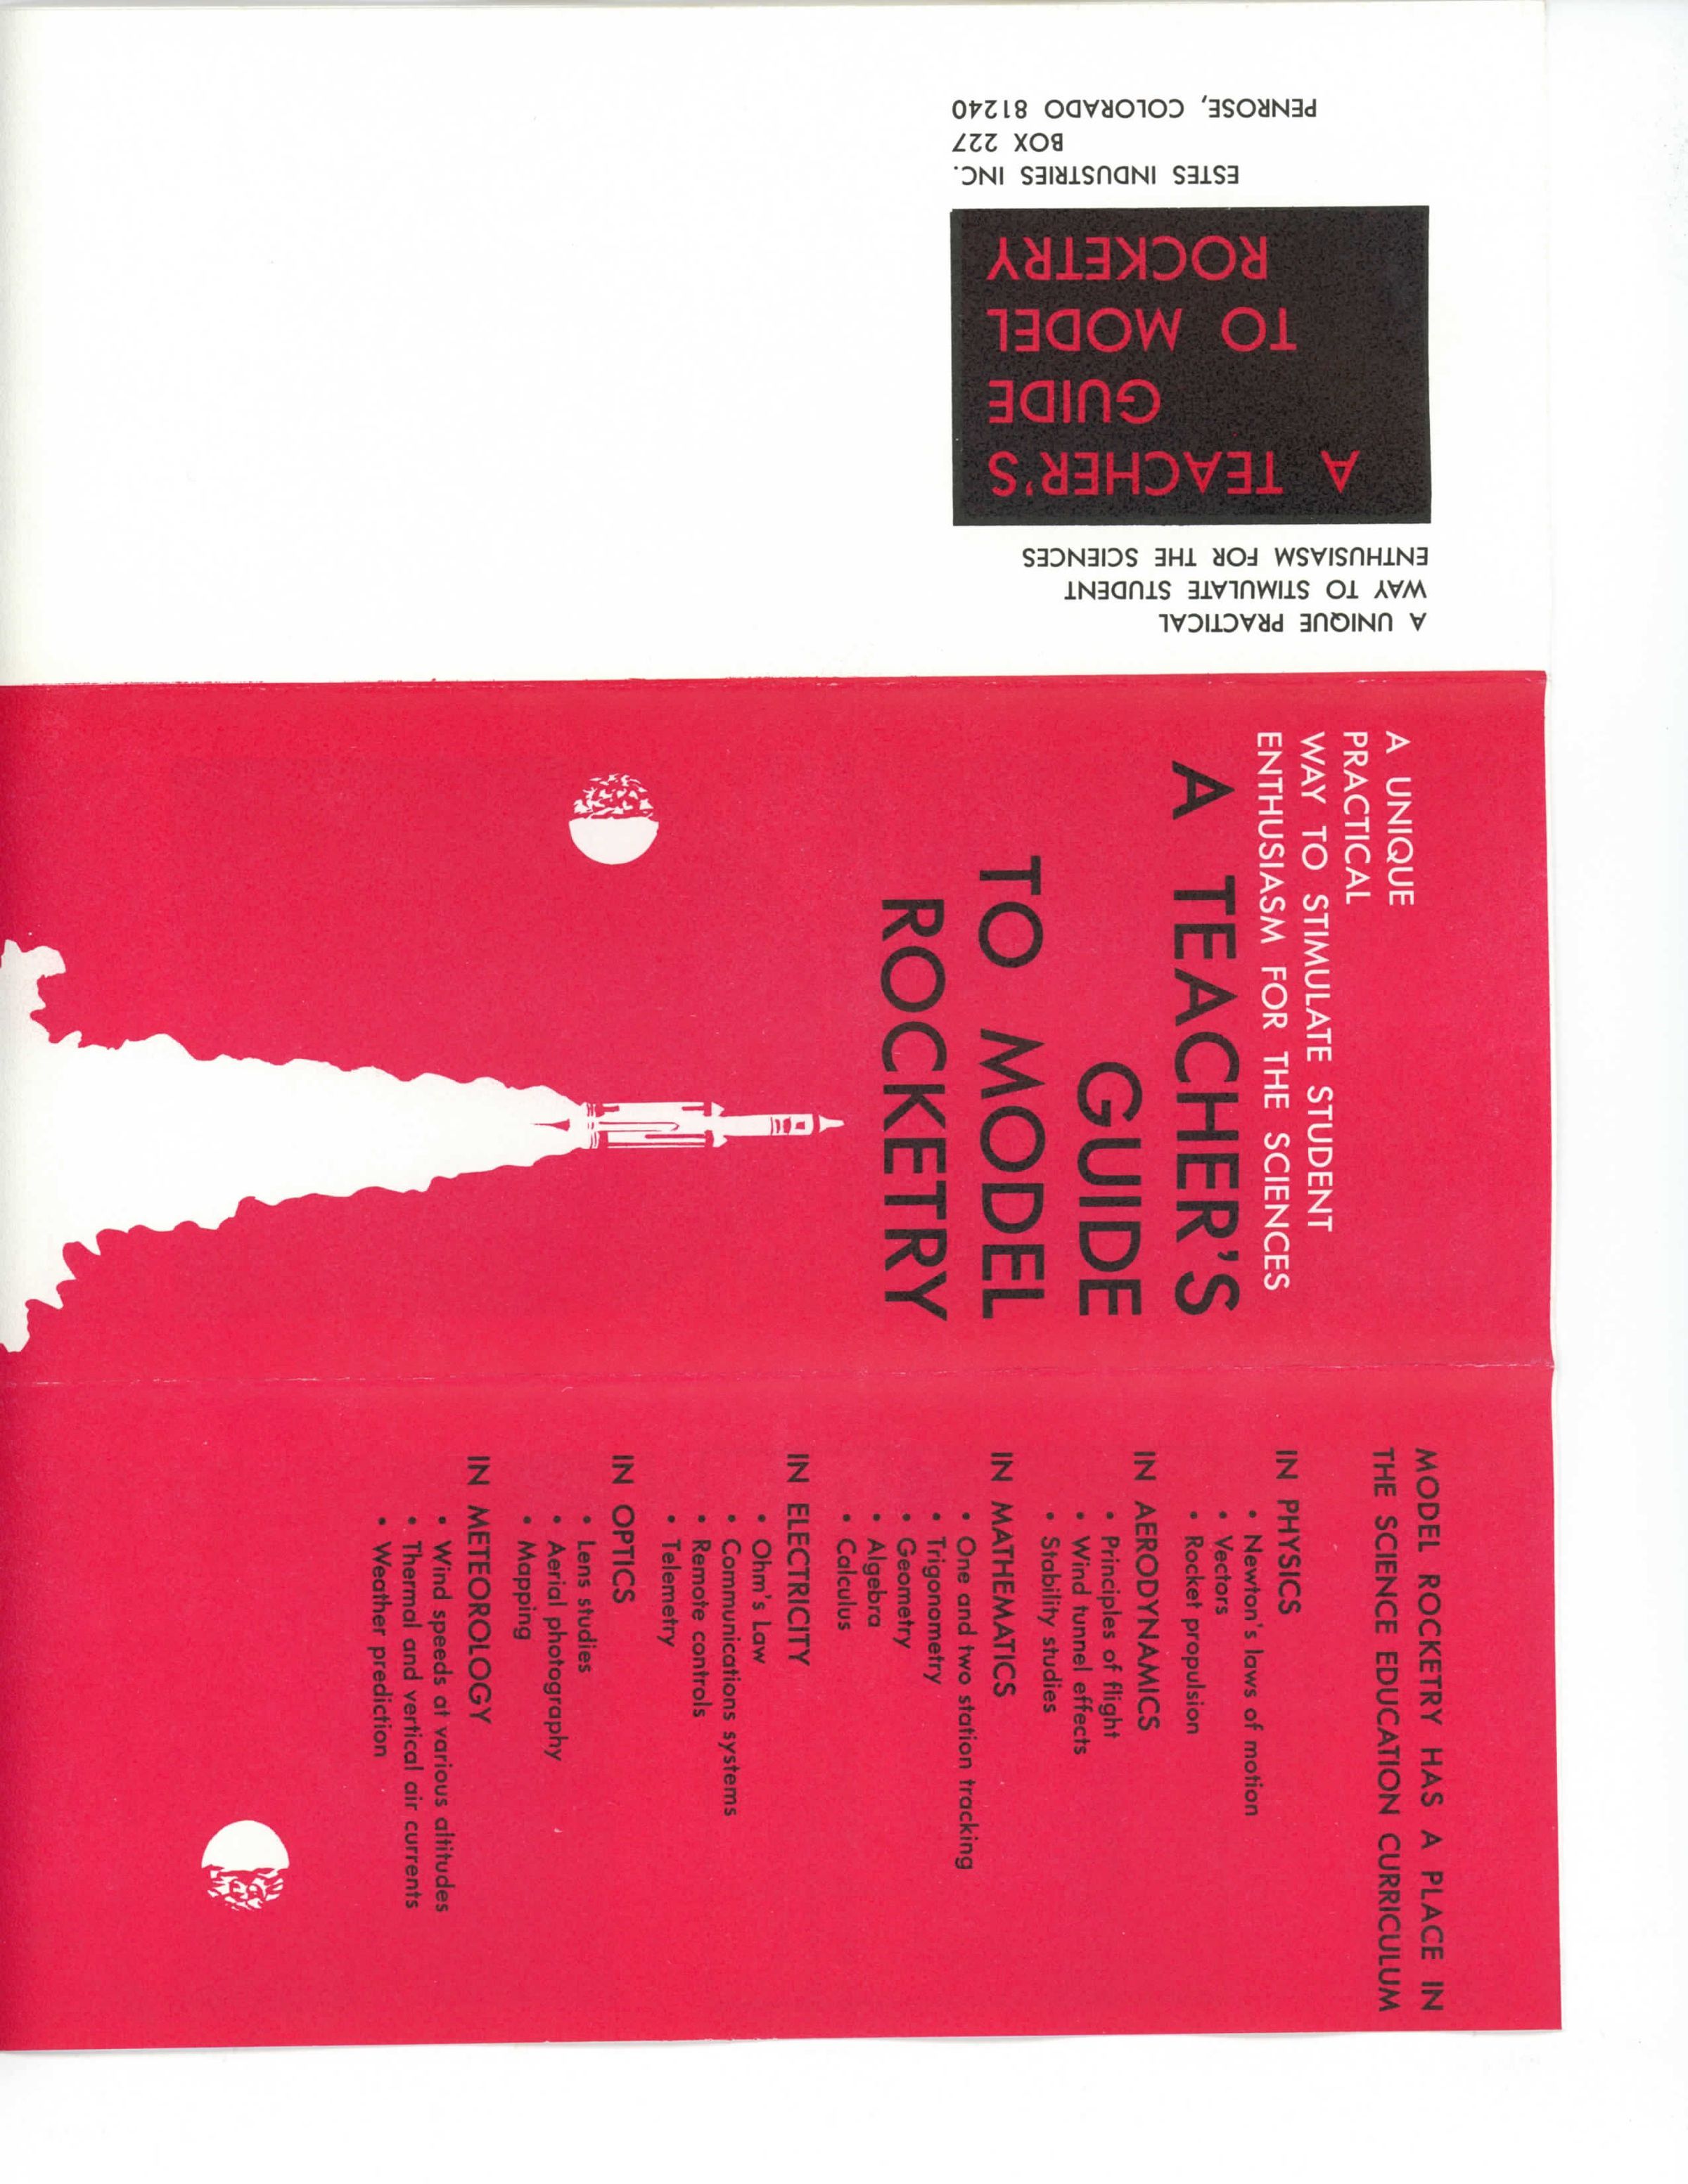 A UNIQUE PRACTICAL
WAY TO STIMULATE STUDENT
ENTHUSIASM FOR THE SCIENCES
A TEACHER'S
GUIDE
TO MODEL
ROCKETRY
ESTES INDUSTRIES INC.
BOX 227
PENROSE, COLORADO 81240
A UNIQUE
PRACTICAL
WAY TO STIMULATE STUDENT
ENTHUSIASM FOR THE SCIENCES
A TEACHER'S
GUIDE
TO MODEL
ROCKETRY
MODEL ROCKETRY HAS A PLACE IN
THE SCIENCE EDUCATION CURRICULUM
IN PHYSICS
• Newton's laws of motion
• Vectors
• Rocket propulsion
IN AERODYNAMICS
• Principles of flight
• Wind tunnel effects
• Stability studies
IN MATHEMATICS
• One and two station tracking
• Trigonometry
• Geometry
• Algebra
• Calculus
IN ELECTRICITY
• Ohm's Law
• Communications systems
• Remote controls
• Telemetry
IN OPTICS
• Lens studies
• Aerial photography
• Mapping
IN METEOROLOGY
• Wind speeds at various altitudes
• Thermal and vertical air currents
• Weather prediction